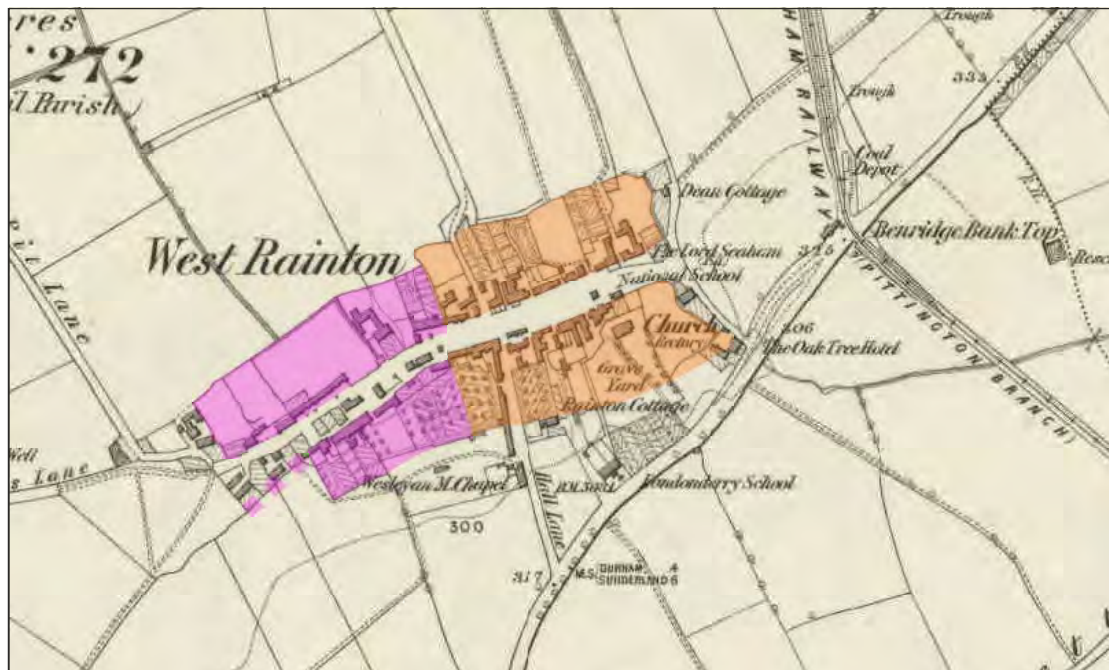 res
272
il Parish)
West Rainton
Pit Lane
Well
s Lane
Dean Cottage
The Lord Seaham
P.H.
National School
Church
Rectory
Grave
Yard
Rainton Cottage
Wesleyan M. Chapel
Hall Lane
Londonderry School
300
317
M.S.
DURHAM 4
SUNDERLAND 6
306
The Oak Tree Hotel
HAM RAILWAY
PITTINGTON BRANCH)
Trough
Trough
Coal
Depot
333
325
Benridge Bank Top